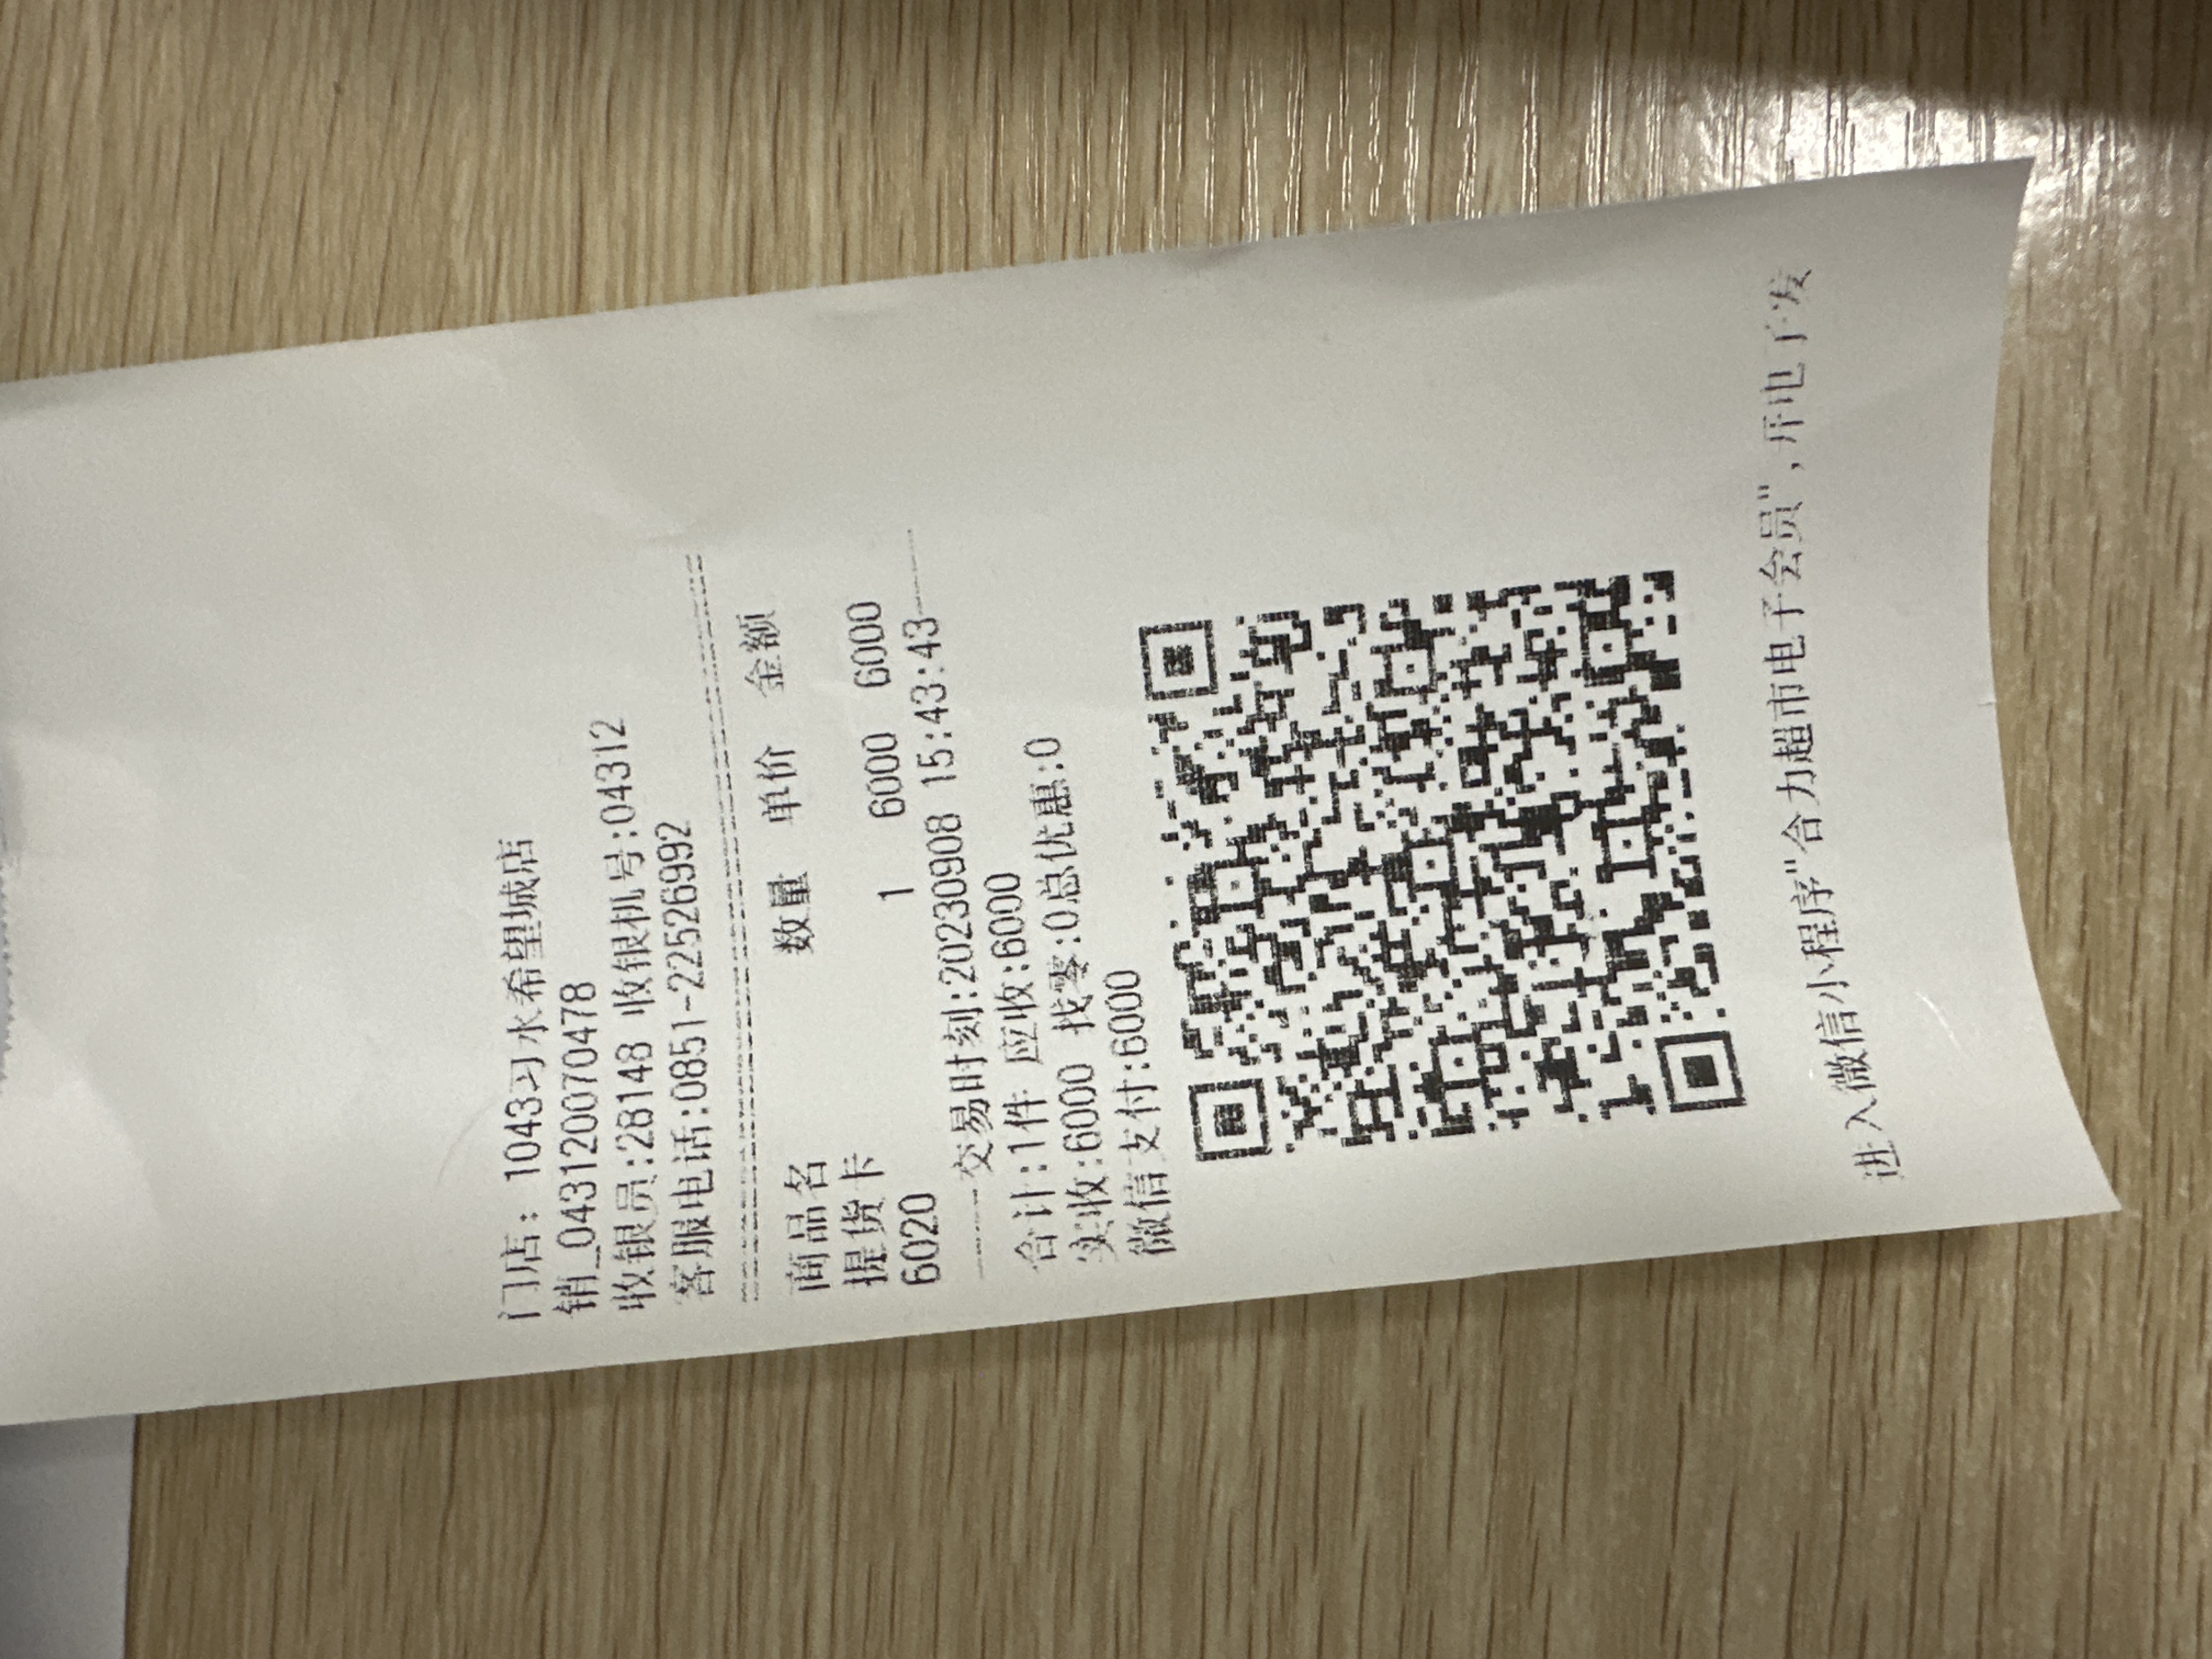 门店: 1043习水希望城店
销_043120070478
收银员:28148 收银机号:04312
客服电话:0851-22526992
商品名 数量 单价 金额
提货卡
6020 1 6000 6000
交易时刻:20230908 15:43:43
合计:1件 应收:6000
实收:6000 找零:0总优惠:0
微信支付:6000
进入微信小程序"合力超市电子会员",开电子发